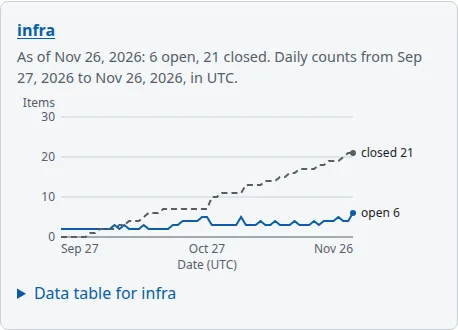 infra
As of Nov 26, 2026: 6 open, 21 closed. Daily counts from Sep
27, 2026 to Nov 26, 2026, in UTC.
Items
30
20
10
0
closed 21
open 6
Sep 27 Oct 27 Nov 26
Date (UTC)
Data table for infra